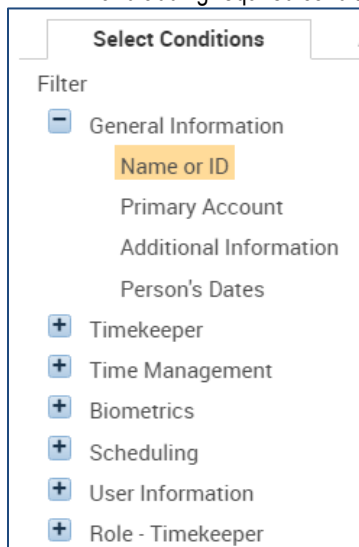 Select Conditions
Filter
General Information
Name or ID
Primary Account
Additional Information
Person's Dates
Timekeeper
Time Management
Biometrics
Scheduling
User Information
Role - Timekeeper